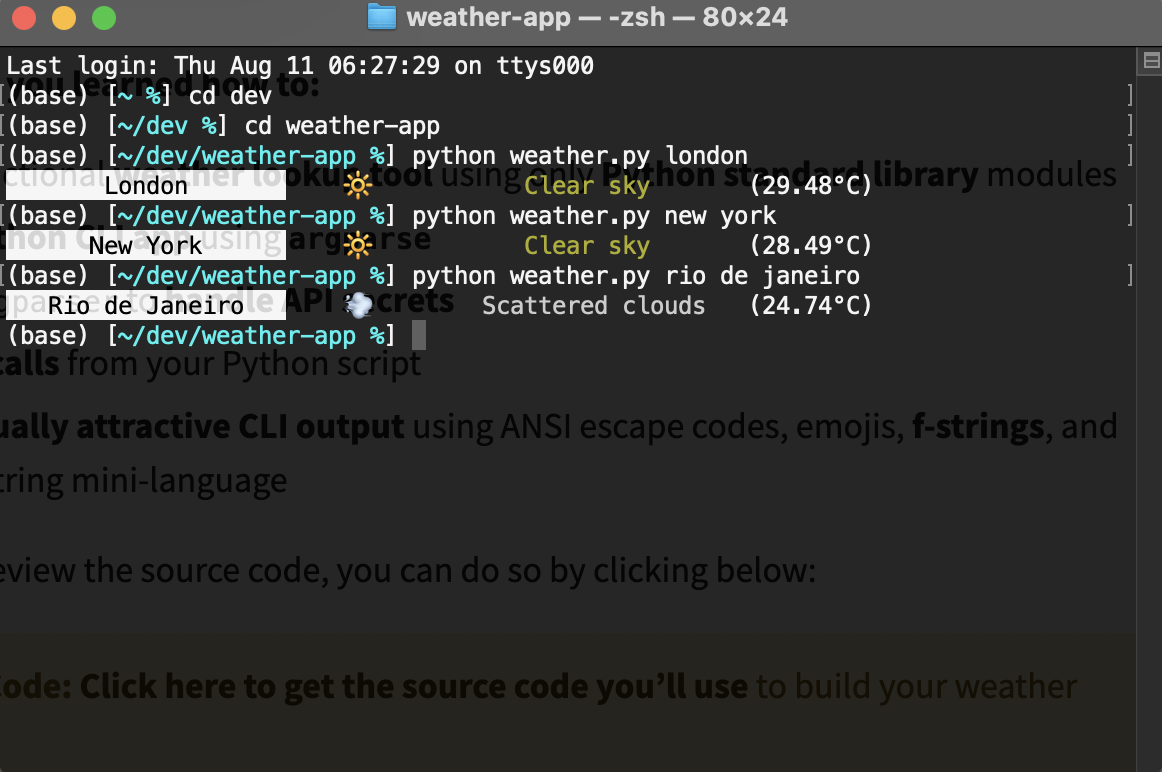 weather-app — -zsh — 80×24
Last login: Thu Aug 11 06:27:29 on ttys000
you learned how to:
[(base) [~ %] cd dev ]
[(base) [~/dev %] cd weather-app ]
[(base) [~/dev/weather-app %] python weather.py london ]
ctional weather lookup tool using only Python standard library modules
London 🔆 Clear sky (29.48°C)
[(base) [~/dev/weather-app %] python weather.py new york ]
thon CLI app using argparse
New York 🔆 Clear sky (28.49°C)
[(base) [~/dev/weather-app %] python weather.py rio de janeiro ]
gparser to handle API secrets
Rio de Janeiro 💨 Scattered clouds (24.74°C)
(base) [~/dev/weather-app %]
calls from your Python script
ually attractive CLI output using ANSI escape codes, emojis, f-strings, and
tring mini-language
eview the source code, you can do so by clicking below:
Code: Click here to get the source code you’ll use to build your weather